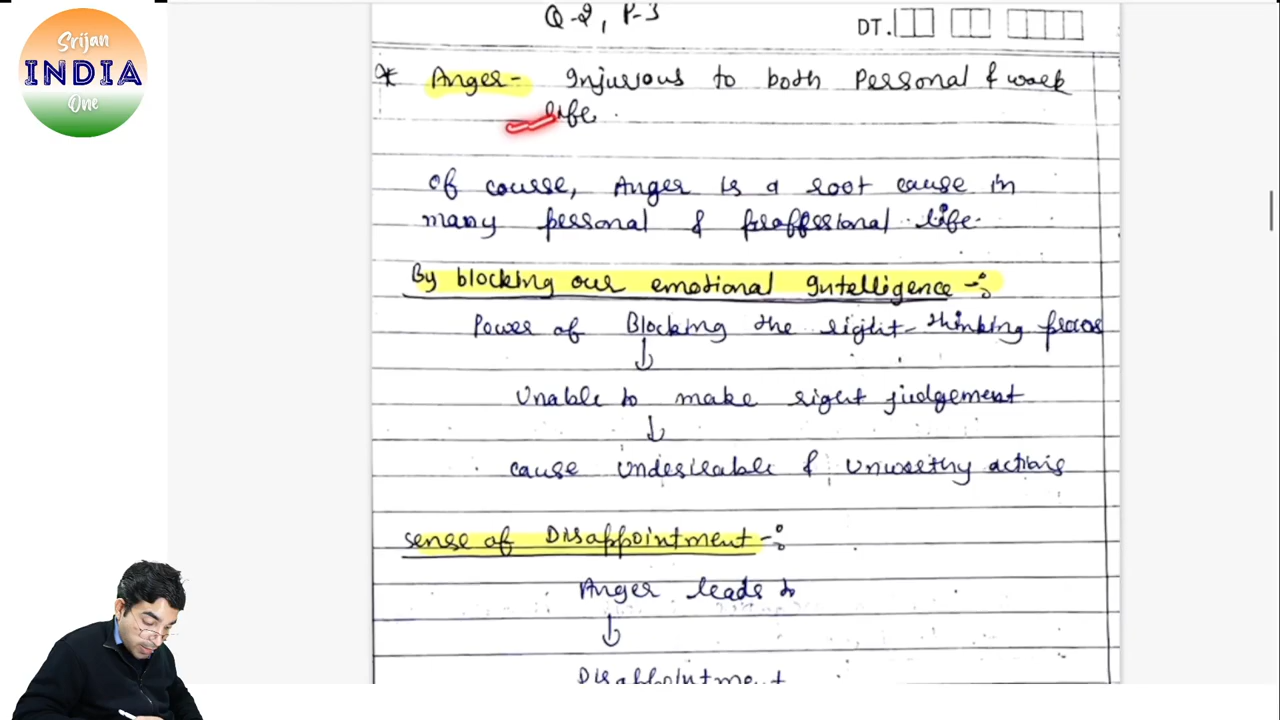 Srijan
INDIA
One
Q-2, P-3
DT.
* Anger- Injurious to both Personal & work
life.
Of course, Anger is a root cause in
many personal & proffessional life.
By blocking our emotional Intelligence -:
Power of Blocking the right-thinking
↓
Unable to make right judgement
↓
cause undesirable & unworthy actions
sense of Disappointment -:
Anger leads to
↓
Disappointment